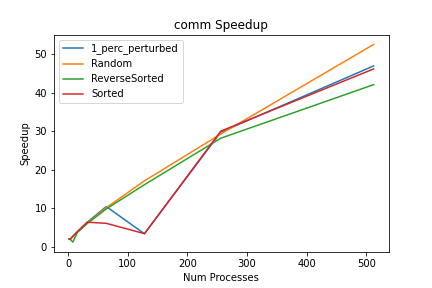 comm Speedup
1_perc_perturbed
Random
ReverseSorted
Sorted
Speedup
50
40
30
20
10
0
0 100 200 300 400 500
Num Processes